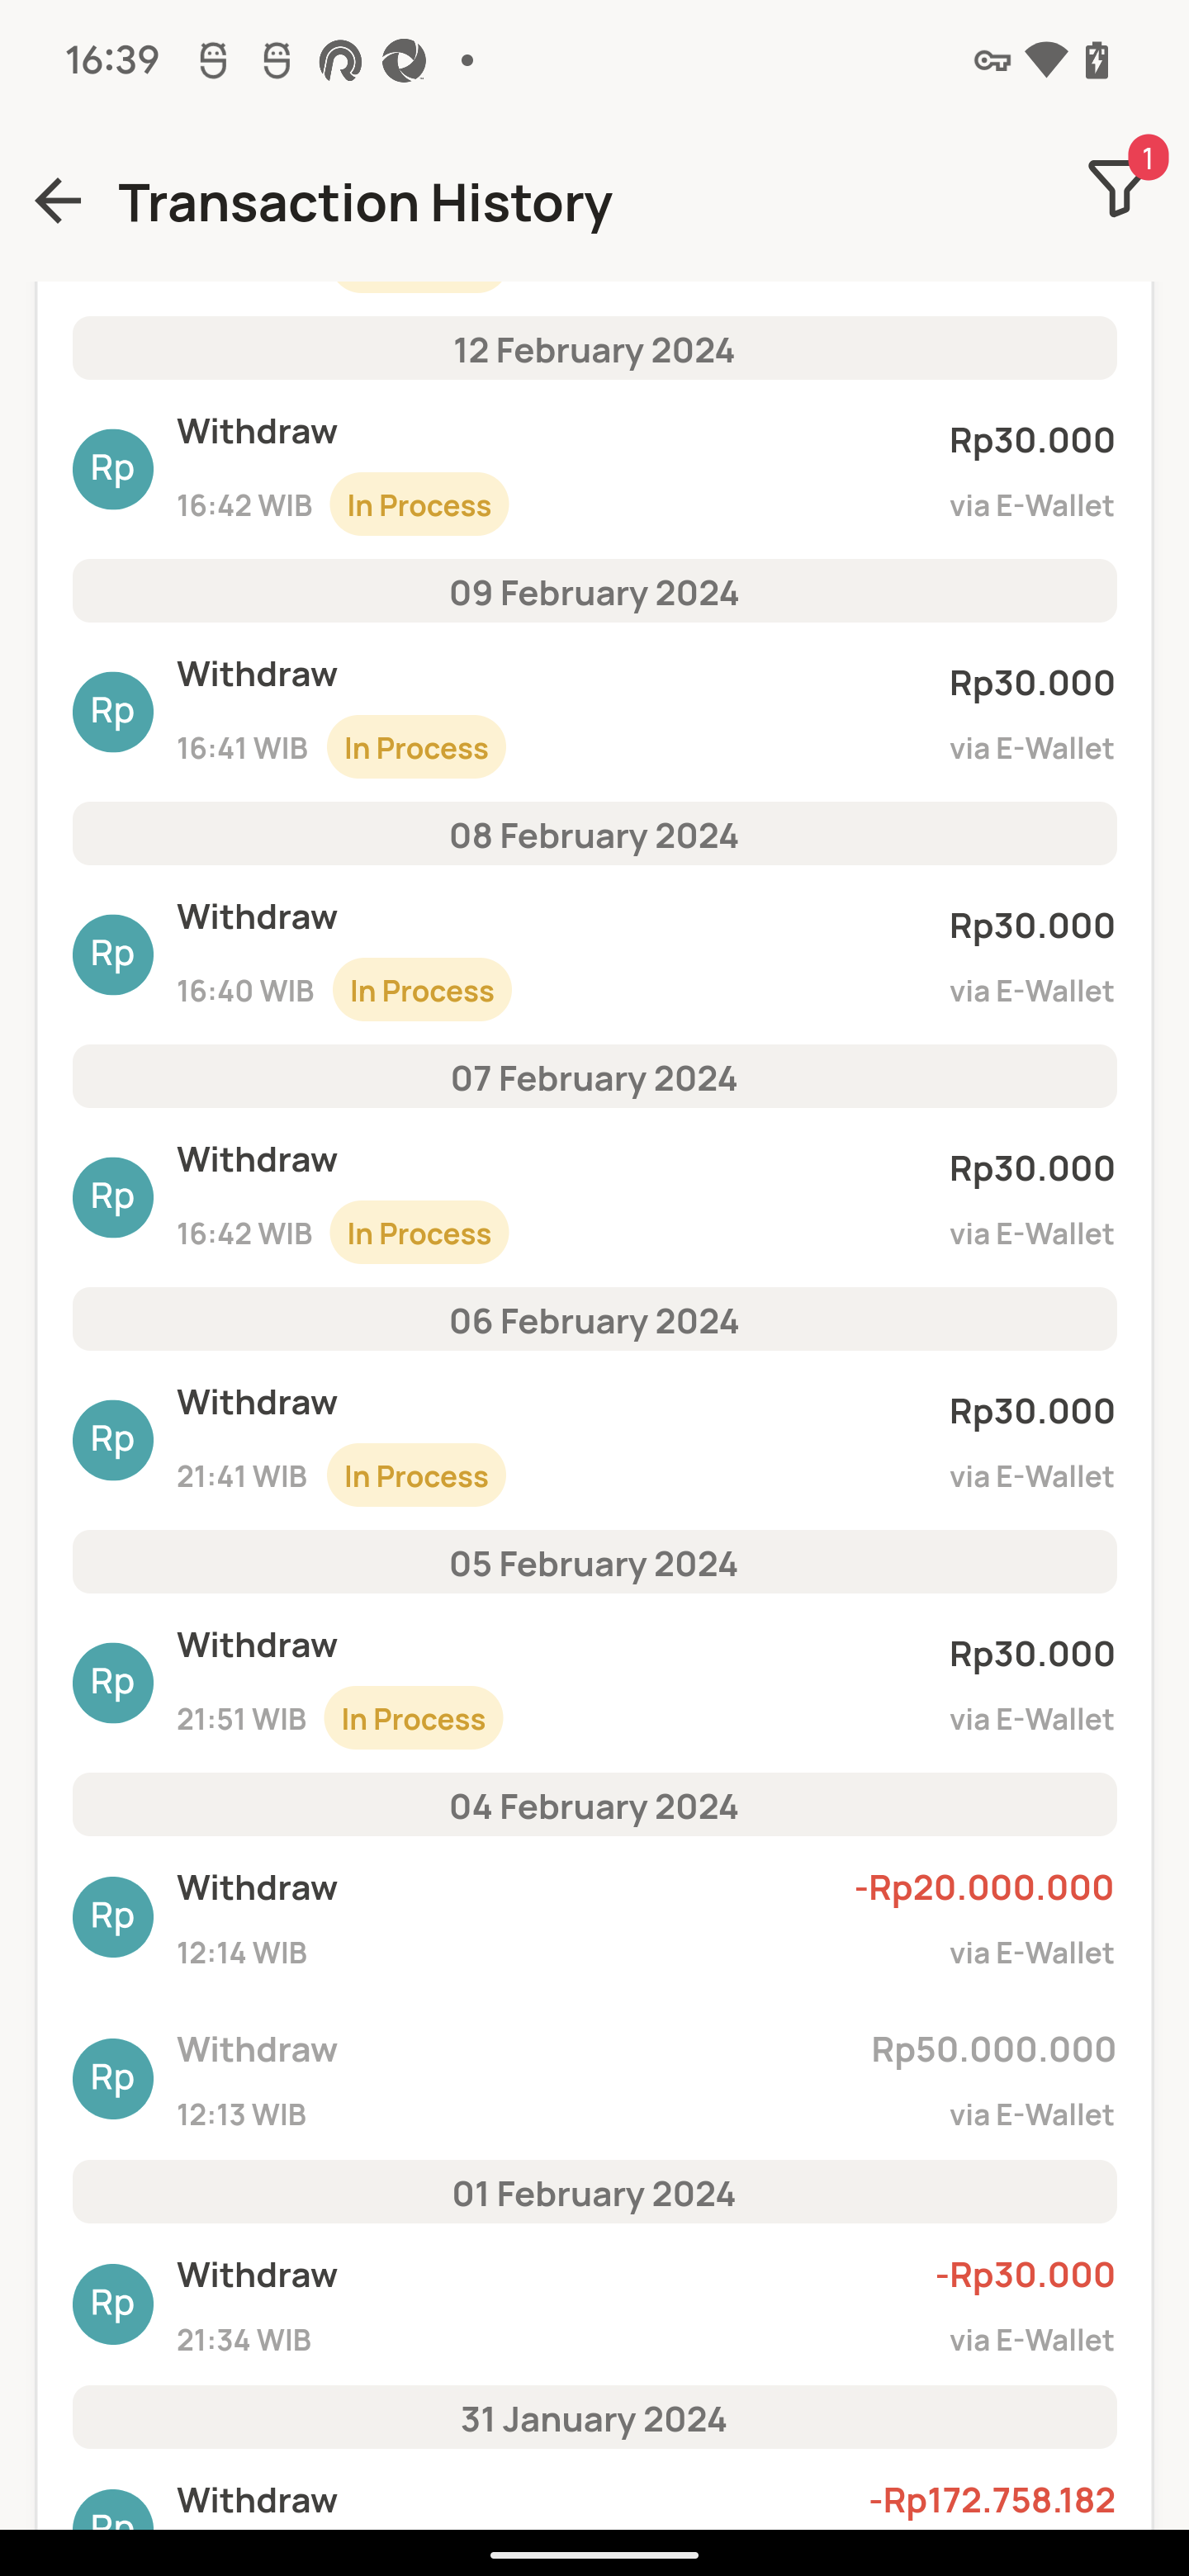 16:39
Transaction History
1
12 February 2024
Withdraw
Rp30.000
Rp
16:42 WIB
In Process
via E-Wallet
09 February 2024
Withdraw
Rp30.000
Rp
16:41 WIB
In Process
via E-Wallet
08 February 2024
Withdraw
Rp30.000
Rp
16:40 WIB
In Process
via E-Wallet
07 February 2024
Withdraw
Rp30.000
Rp
16:42 WIB
In Process
via E-Wallet
06 February 2024
Withdraw
Rp30.000
Rp
21:41 WIB
In Process
via E-Wallet
05 February 2024
Withdraw
Rp30.000
Rp
21:51 WIB
In Process
via E-Wallet
04 February 2024
Withdraw
-Rp20.000.000
Rp
12:14 WIB
via E-Wallet
Withdraw
Rp50.000.000
Rp
12:13 WIB
via E-Wallet
01 February 2024
Withdraw
-Rp30.000
Rp
21:34 WIB
via E-Wallet
31 January 2024
Withdraw
-Rp172.758.182
Rp